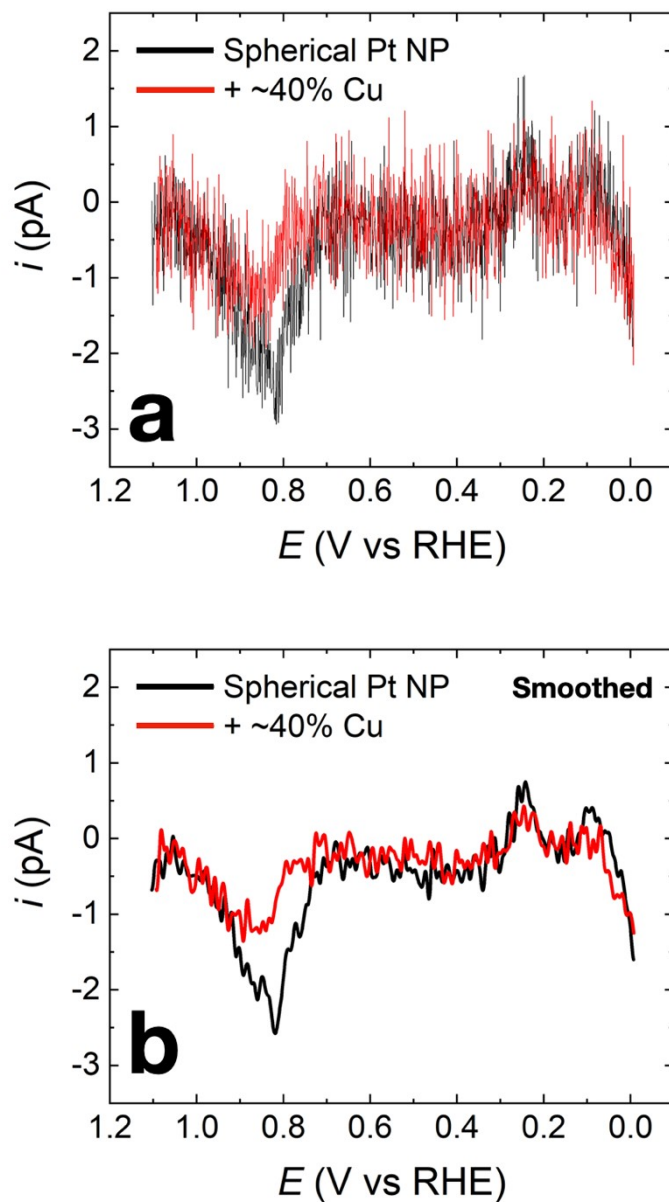 2
1
0
-1
-2
-3
i (pA)
Spherical Pt NP
+ ~40% Cu
a
1.2 1.0 0.8 0.6 0.4 0.2 0.0
E (V vs RHE)
2
1
0
-1
-2
-3
i (pA)
Spherical Pt NP Smoothed
+ ~40% Cu
b
1.2 1.0 0.8 0.6 0.4 0.2 0.0
E (V vs RHE)